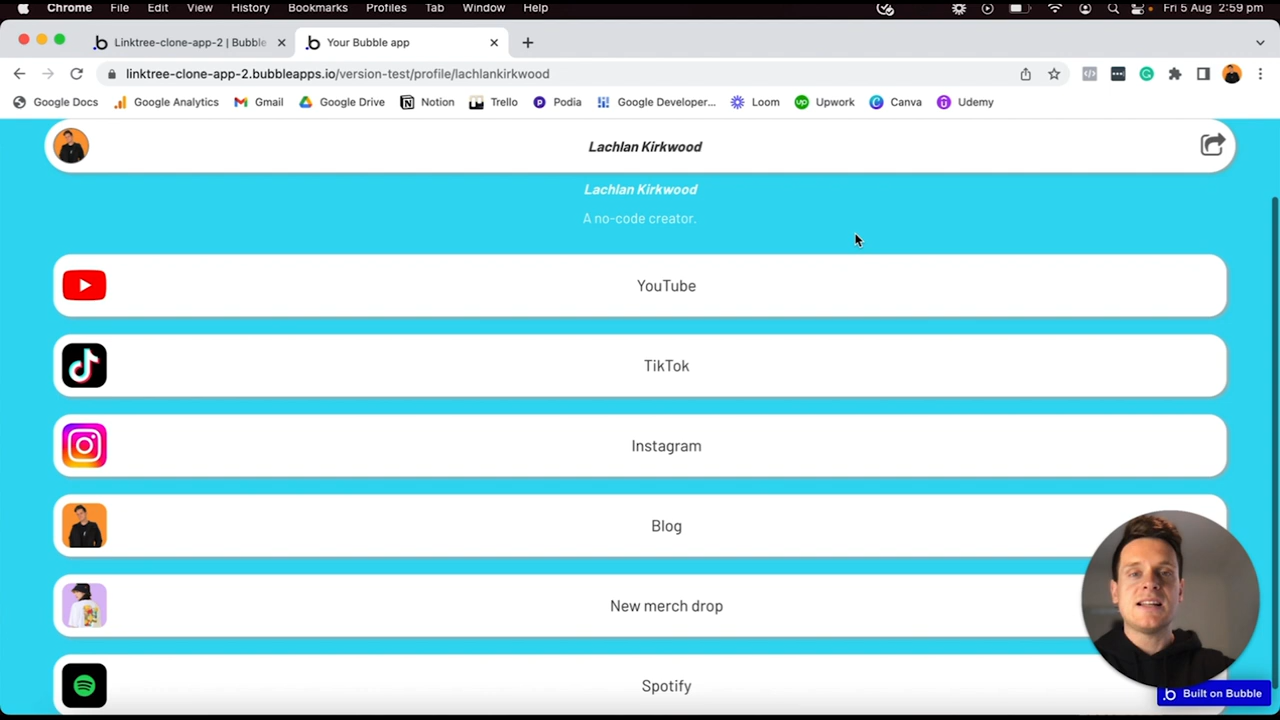 Chrome File Edit View History Bookmarks Profiles Tab Window Help Fri 5 Aug 2:59 pm
Linktree-clone-app-2 | Bubble Your Bubble app
linktree-clone-app-2.bubbleapps.io/version-test/profile/lachlankirkwood
Google Docs Google Analytics Gmail Google Drive Notion Trello Podia Google Developer... Loom Upwork Canva Udemy
Lachlan Kirkwood
Lachlan Kirkwood
A no-code creator.
YouTube
TikTok
Instagram
Blog
New merch drop
Spotify
Built on Bubble